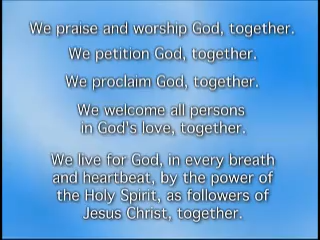 We praise and worship God, together.
We petition God, together.
We proclaim God, together.
We welcome all persons
in God's love, together.
We live for God, in every breath
and heartbeat, by the power of
the Holy Spirit, as followers of
Jesus Christ, together.